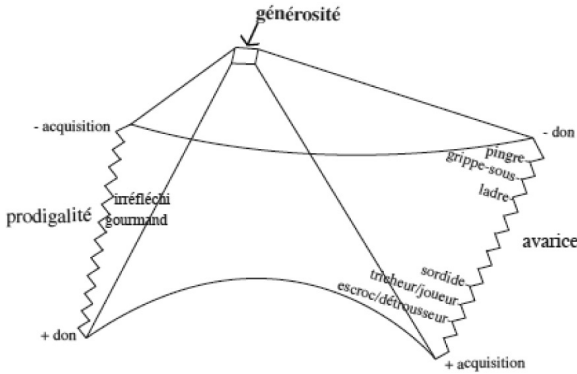 générosité
- acquisition
- don
pingre
grippe-sous
ladre
irréfléchi
prodigalité
gourmand
avarice
sordide
tricheur/joueur
escroc/détrousseur
+ don
+ acquisition